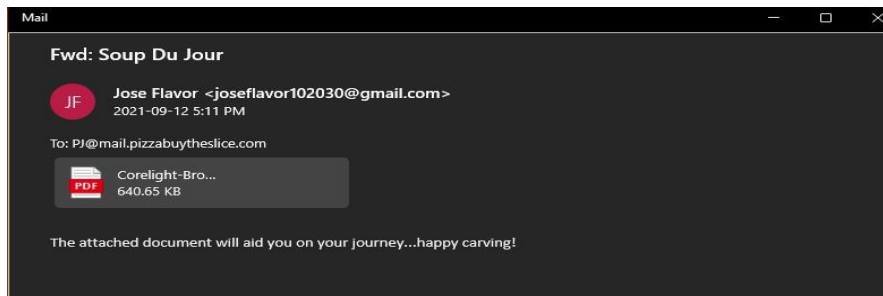 Mail
Fwd: Soup Du Jour
JF
Jose Flavor <joseflavor102030@gmail.com>
2021-09-12 5:11 PM
To: PJ@mail.pizzabuytheslice.com
PDF
Corelight-Bro...
640.65 KB
The attached document will aid you on your journey...happy carving!